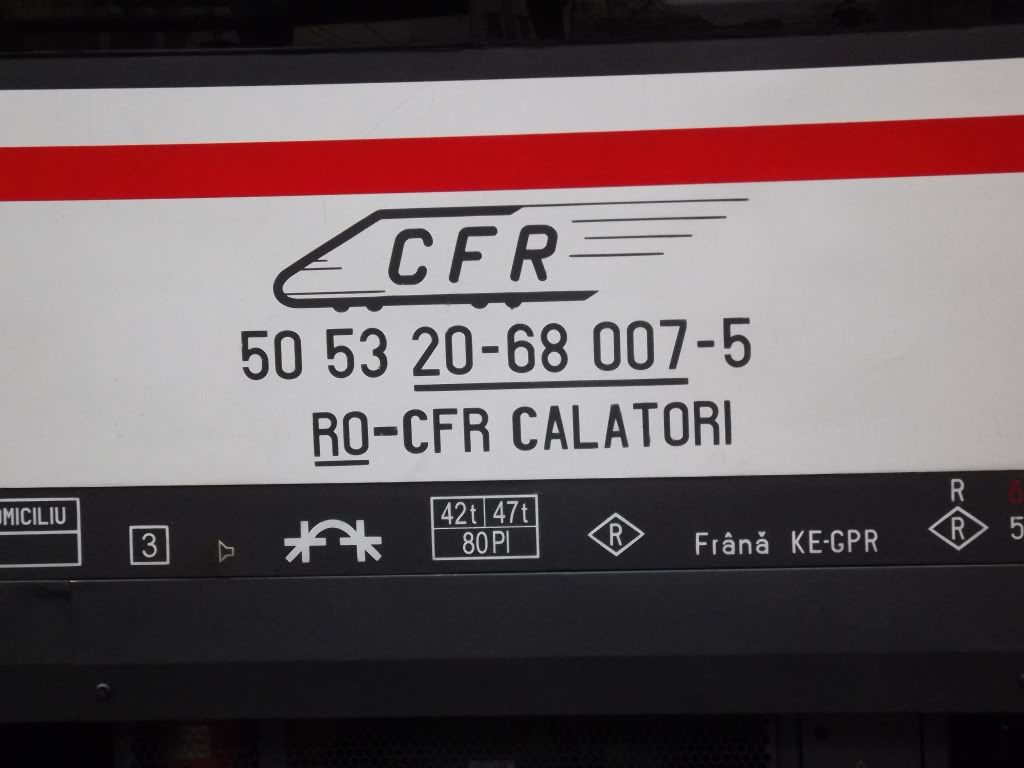 CFR
50 53 20-68 007-5
RO-CFR CALATORI
3
42t 47t
80Pl
R
Frână KE-GPR
R
R